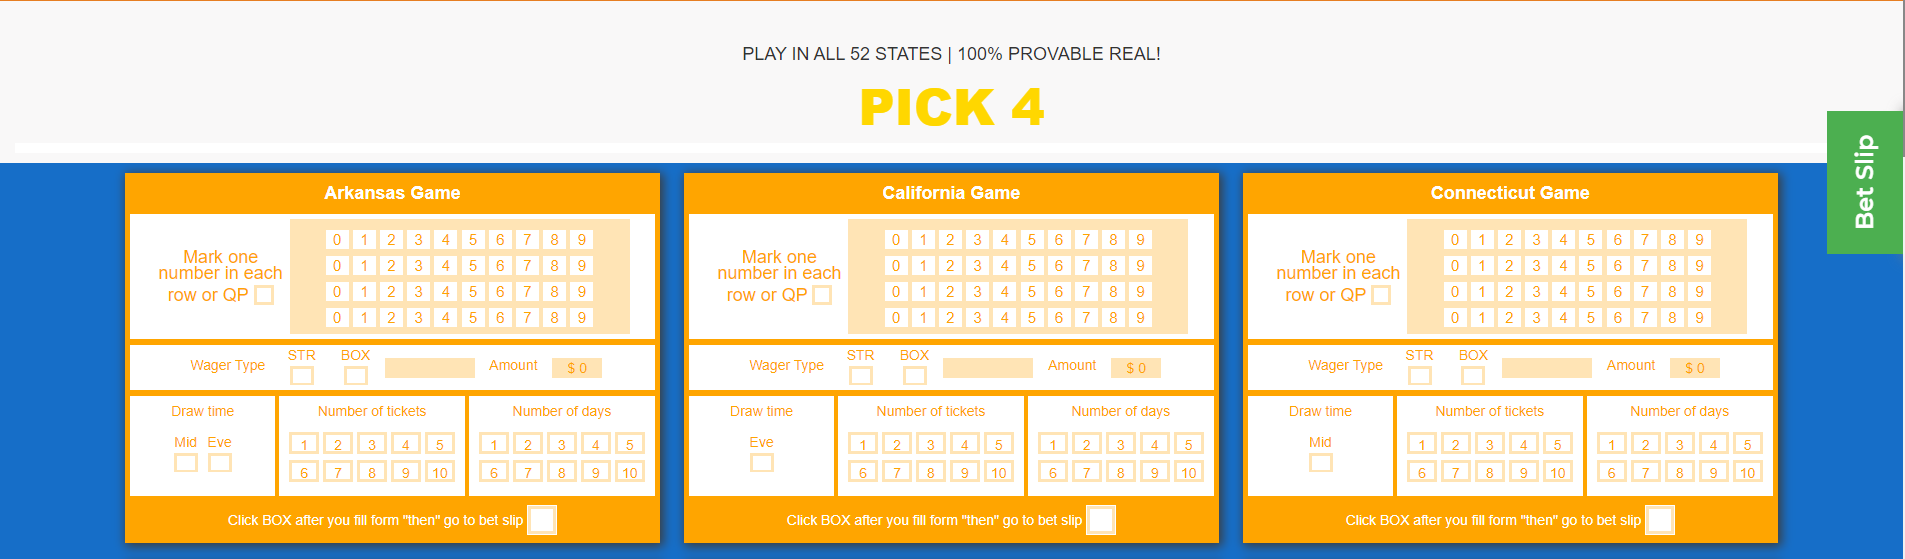 PLAY IN ALL 52 STATES | 100% PROVABLE REAL!
PICK 4
Bet Slip
Arkansas Game
Mark one
number in each
row or QP
0 1 2 3 4 5 6 7 8 9
0 1 2 3 4 5 6 7 8 9
0 1 2 3 4 5 6 7 8 9
0 1 2 3 4 5 6 7 8 9
Wager Type STR BOX Amount $ 0
Draw time
Mid Eve
Number of tickets
1 2 3 4 5
6 7 8 9 10
Number of days
1 2 3 4 5
6 7 8 9 10
Click BOX after you fill form "then" go to bet slip
California Game
Mark one
number in each
row or QP
0 1 2 3 4 5 6 7 8 9
0 1 2 3 4 5 6 7 8 9
0 1 2 3 4 5 6 7 8 9
0 1 2 3 4 5 6 7 8 9
Wager Type STR BOX Amount $ 0
Draw time
Eve
Number of tickets
1 2 3 4 5
6 7 8 9 10
Number of days
1 2 3 4 5
6 7 8 9 10
Click BOX after you fill form "then" go to bet slip
Connecticut Game
Mark one
number in each
row or QP
0 1 2 3 4 5 6 7 8 9
0 1 2 3 4 5 6 7 8 9
0 1 2 3 4 5 6 7 8 9
0 1 2 3 4 5 6 7 8 9
Wager Type STR BOX Amount $ 0
Draw time
Mid
Number of tickets
1 2 3 4 5
6 7 8 9 10
Number of days
1 2 3 4 5
6 7 8 9 10
Click BOX after you fill form "then" go to bet slip